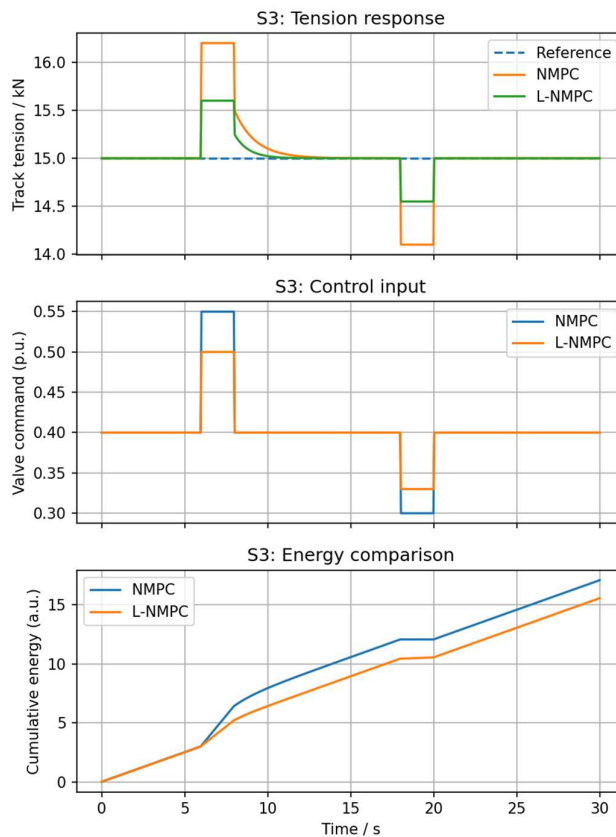 S3: Tension response
Track tension / kN
16.0
15.5
15.0
14.5
14.0
Reference
NMPC
L-NMPC
S3: Control input
Valve command (p.u.)
0.55
0.50
0.45
0.40
0.35
0.30
NMPC
L-NMPC
S3: Energy comparison
Cumulative energy (a.u.)
15
10
5
0
NMPC
L-NMPC
0
5
10
15
20
25
30
Time / s